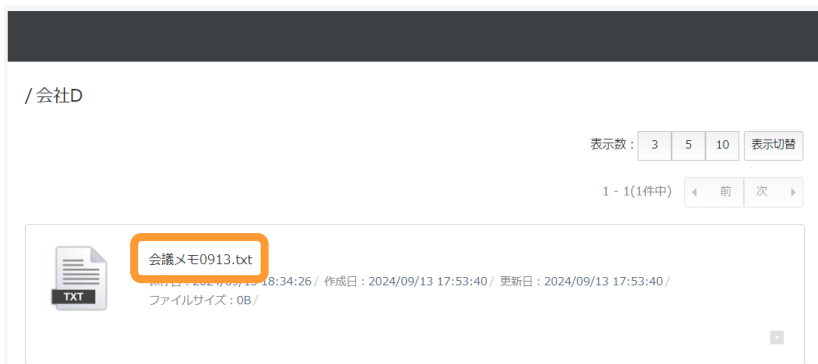 / 会社D
表示数 : 3 5 10 表示切替
1 - 1(1件中) 前 次
会議メモ0913.txt
18:34:26 / 作成日 : 2024/09/13 17:53:40 / 更新日 : 2024/09/13 17:53:40 /
ファイルサイズ : 0B /
TXT